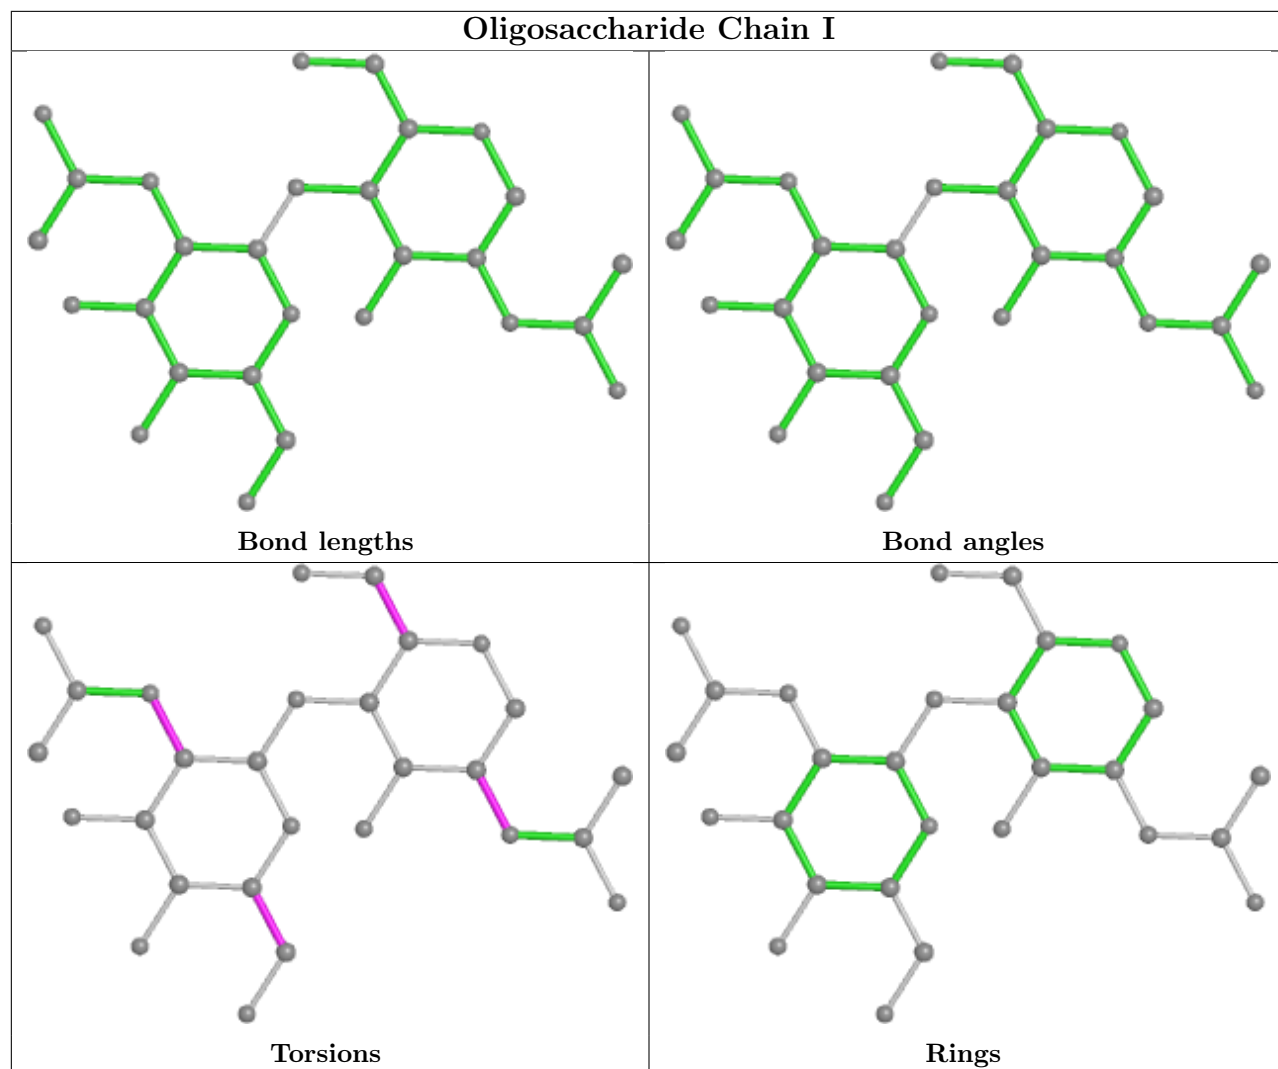 Oligosaccharide Chain I
Bond lengths
Bond angles
Torsions
Rings